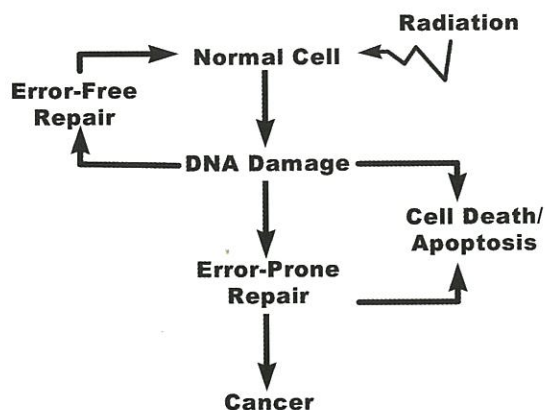 Radiation
Normal Cell
Error-Free
Repair
DNA Damage
Cell Death/
Apoptosis
Error-Prone
Repair
Cancer